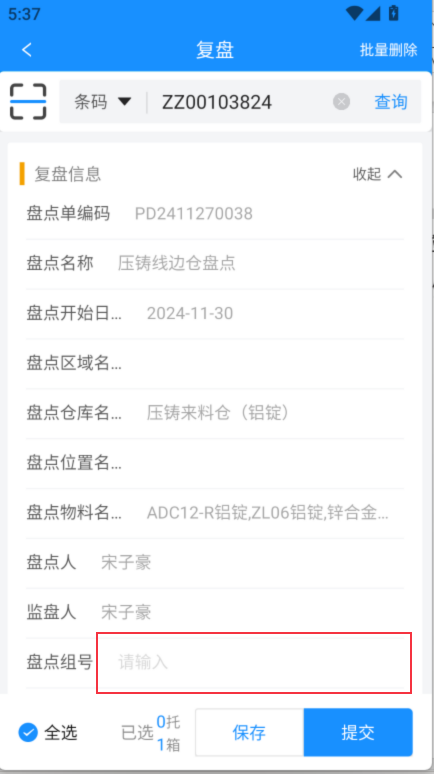 5:37
复盘
批量删除
条码 ZZ00103824 查询
复盘信息 收起
盘点单编码 PD2411270038
盘点名称 压铸线边仓盘点
盘点开始日... 2024-11-30
盘点区域名...
盘点仓库名... 压铸来料仓（铝锭）
盘点位置名...
盘点物料名... ADC12-R铝锭,ZL06铝锭,锌合金...
盘点人 宋子豪
监盘人 宋子豪
盘点组号 请输入
全选
已选 0托
1箱
保存
提交